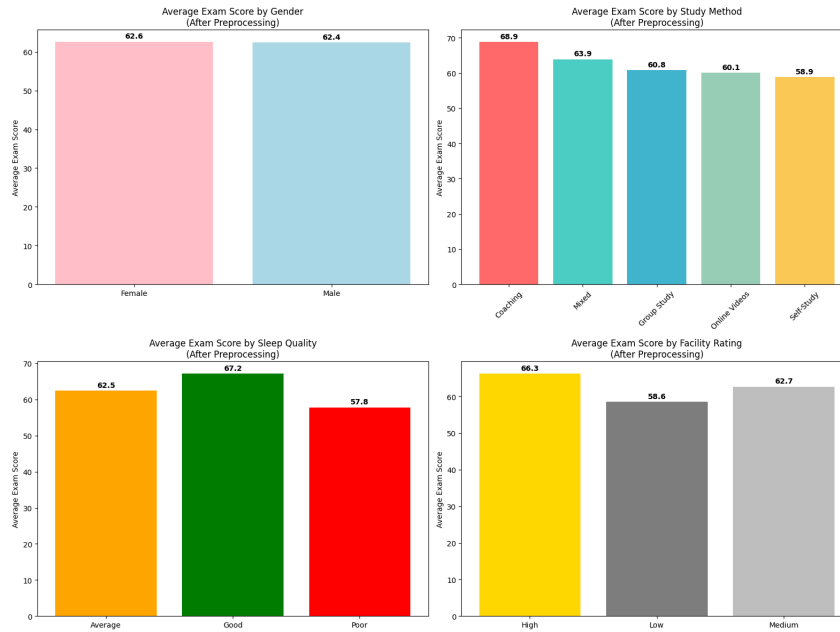 Average Exam Score by Gender
(After Preprocessing)
62.6
62.4
60
50
40
30
20
10
0
Average Exam Score
Female
Male
Average Exam Score by Study Method
(After Preprocessing)
68.9
63.9
60.8
60.1
58.9
70
60
50
40
30
20
10
0
Average Exam Score
Coaching
Mixed
Group Study
Online Videos
Self-Study
Average Exam Score by Sleep Quality
(After Preprocessing)
62.5
67.2
57.8
70
60
50
40
30
20
10
0
Average Exam Score
Average
Good
Poor
Average Exam Score by Facility Rating
(After Preprocessing)
66.3
58.6
62.7
60
50
40
30
20
10
0
Average Exam Score
High
Low
Medium